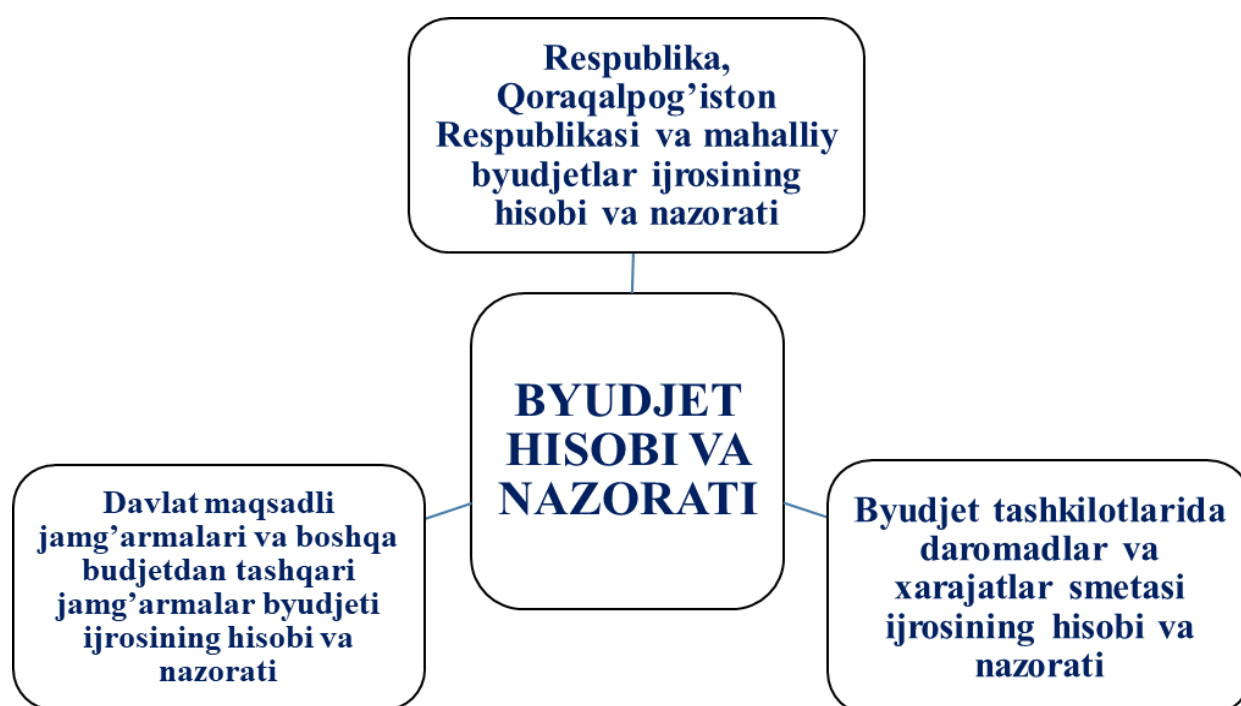 Respublika,
Qoraqalpog’iston
Respublikasi va mahalliy
byudjetlar ijrosining
hisobi va nazorati
BYUDJET
HISOBI VA
NAZORATI
Davlat maqsadli
jamg’armalari va boshqa
budjetdan tashqari
jamg’armalar byudjeti
ijrosining hisobi va
nazorati
Byudjet tashkilotlarida
daromadlar va
xarajatlar smetasi
ijrosining hisobi va
nazorati